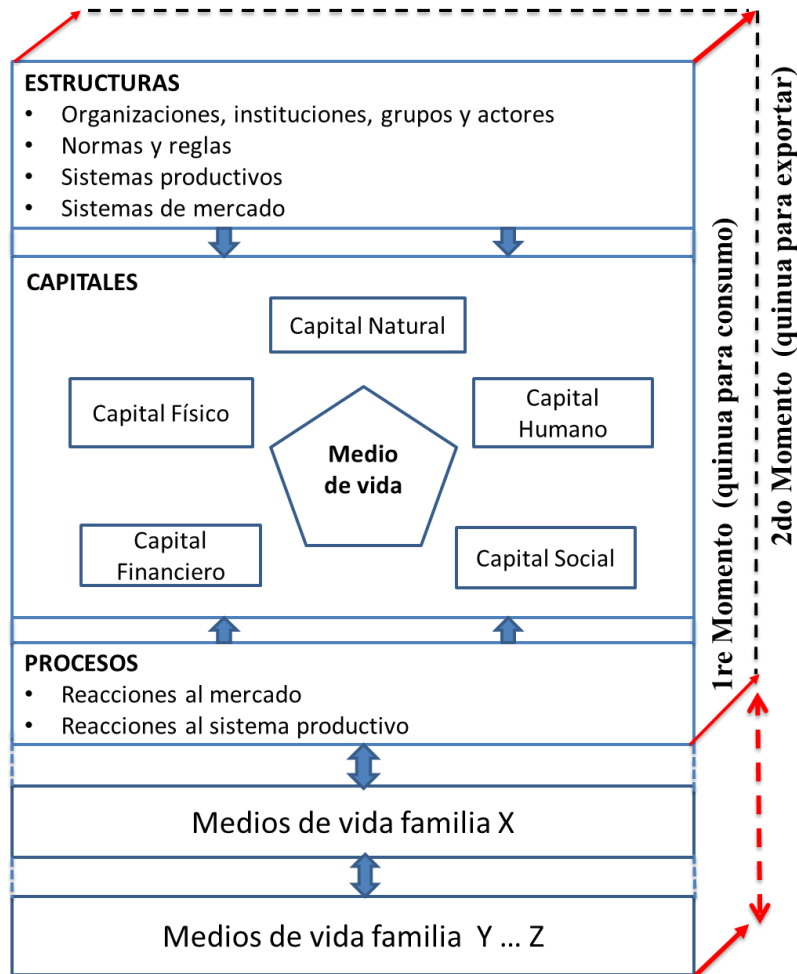 ESTRUCTURAS
• Organizaciones, instituciones, grupos y actores
• Normas y reglas
• Sistemas productivos
• Sistemas de mercado
CAPITALES
Capital Natural
Capital Físico
Capital
Humano
Medio
de vida
Capital
Financiero
Capital Social
PROCESOS
• Reacciones al mercado
• Reacciones al sistema productivo
Medios de vida familia X
Medios de vida familia Y ... Z
1re Momento (quinua para consumo)
2do Momento (quinua para exportar)